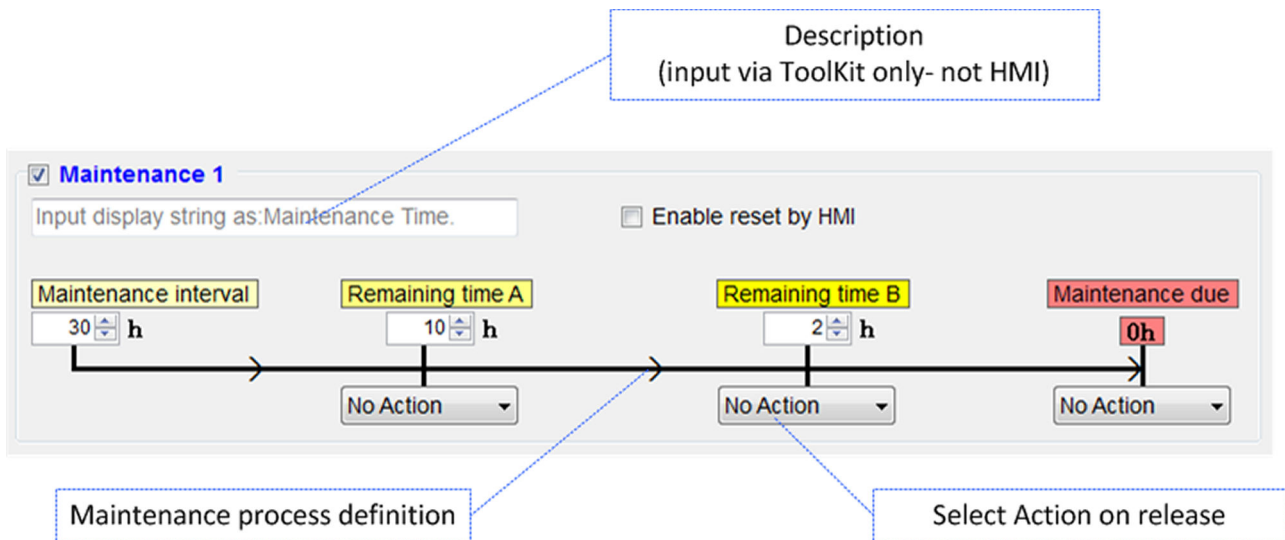 Description
(input via ToolKit only- not HMI)
Maintenance 1
Input display string as:Maintenance Time.
Enable reset by HMI
Maintenance interval
Remaining time A
Remaining time B
Maintenance due
30 h
10 h
2 h
0h
No Action
No Action
No Action
Maintenance process definition
Select Action on release